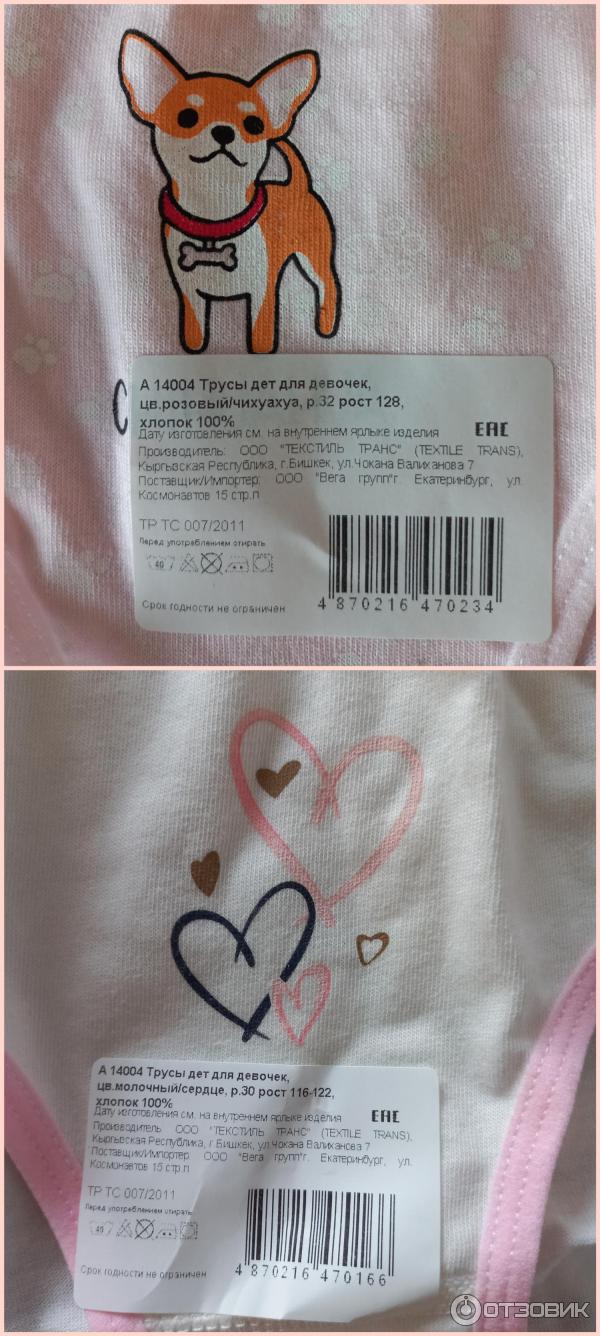 C
А 14004 Трусы дет для девочек,
цв.розовый/чихуахуа, р.32 рост 128,
хлопок 100%
Дату изготовления см. на внутреннем ярлыке изделия
ЕАС
Производитель: ООО "ТЕКСТИЛЬ ТРАНС" (TEXTILE TRANS),
Кыргызская Республика, г.Бишкек, ул.Чокана Валиханова 7
Поставщик/Импортер: ООО "Вега групп"г. Екатеринбург, ул.
Космонавтов 15 стр.п
ТР ТС 007/2011
Перед употреблением стирать
40
Срок годности не ограничен
4 870216 470234
А 14004 Трусы дет для девочек,
цв.молочный/сердце, р.30 рост 116-122,
хлопок 100%
Дату изготовления см. на внутреннем ярлыке изделия
ЕАС
Производитель: ООО "ТЕКСТИЛЬ ТРАНС" (TEXTILE TRANS),
Кыргызская Республика, г.Бишкек, ул.Чокана Валиханова 7
Поставщик/Импортер: ООО "Вега групп"г. Екатеринбург, ул.
Космонавтов 15 стр.п
ТР ТС 007/2011
Перед употреблением стирать
40
Срок годности не ограничен
4 870216 470166
ОТЗОВИК